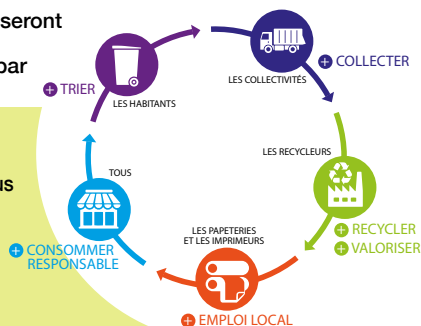 seront
par
us
+ TRIER
LES HABITANTS
LES COLLECTIVITÉS
+ COLLECTER
LES RECYCLEURS
+ RECYCLER
+ VALORISER
LES PAPETERIES
ET LES IMPRIMEURS
+ EMPLOI LOCAL
TOUS
+ CONSOMMER
RESPONSABLE